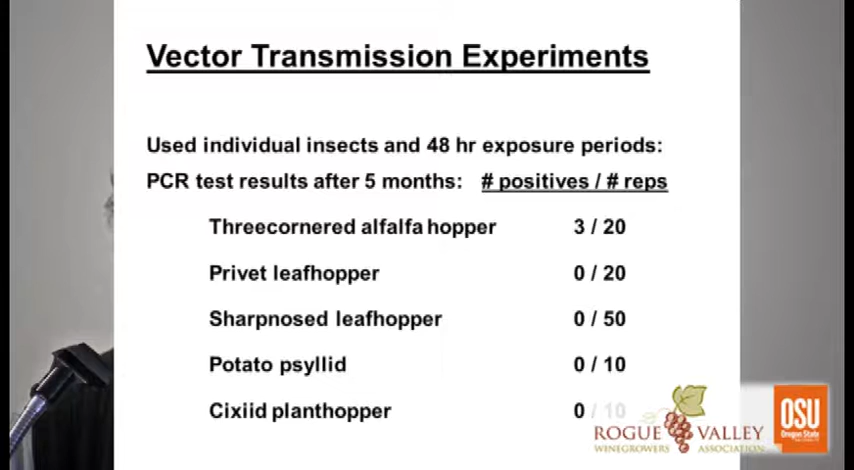 Vector Transmission Experiments
Used individual insects and 48 hr exposure periods:
PCR test results after 5 months: # positives / # reps
Threecornered alfalfa hopper 3 / 20
Privet leafhopper 0 / 20
Sharpnosed leafhopper 0 / 50
Potato psyllid 0 / 10
Cixiid planthopper 0 / 10
ROGUE VALLEY
WINEGROWERS ASSOCIATION
OSU
Oregon State